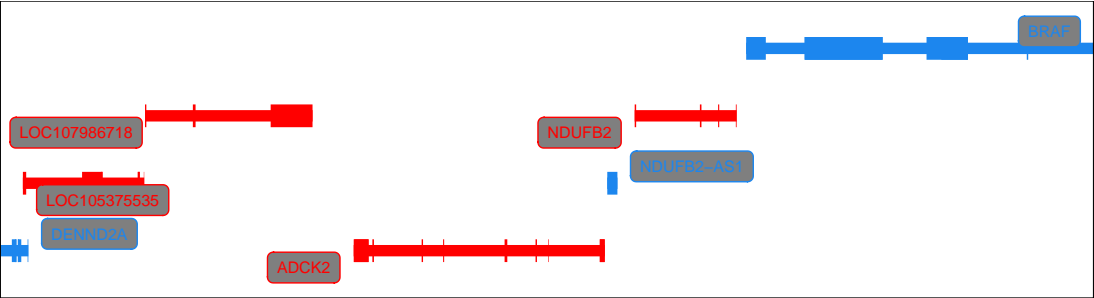 BRAF
LOC107986718
NDUFB2
NDUFB2−AS1
LOC105375535
DENND2A
ADCK2